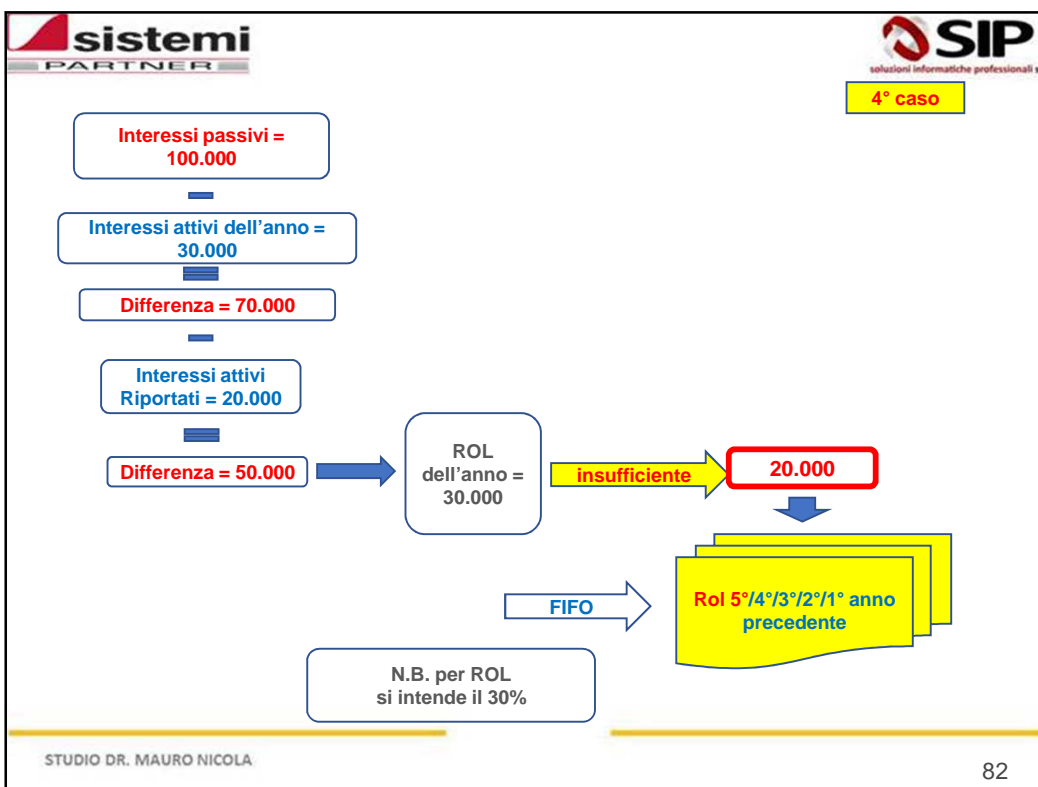 sistemi
PARTNER
SIP
soluzioni informatiche professionali s
4° caso
Interessi passivi =
100.000
Interessi attivi dell’anno =
30.000
Differenza = 70.000
Interessi attivi
Riportati = 20.000
Differenza = 50.000
ROL
dell’anno =
30.000
insufficiente
20.000
FIFO
Rol 5°/4°/3°/2°/1° anno
precedente
N.B. per ROL
si intende il 30%
STUDIO DR. MAURO NICOLA
82